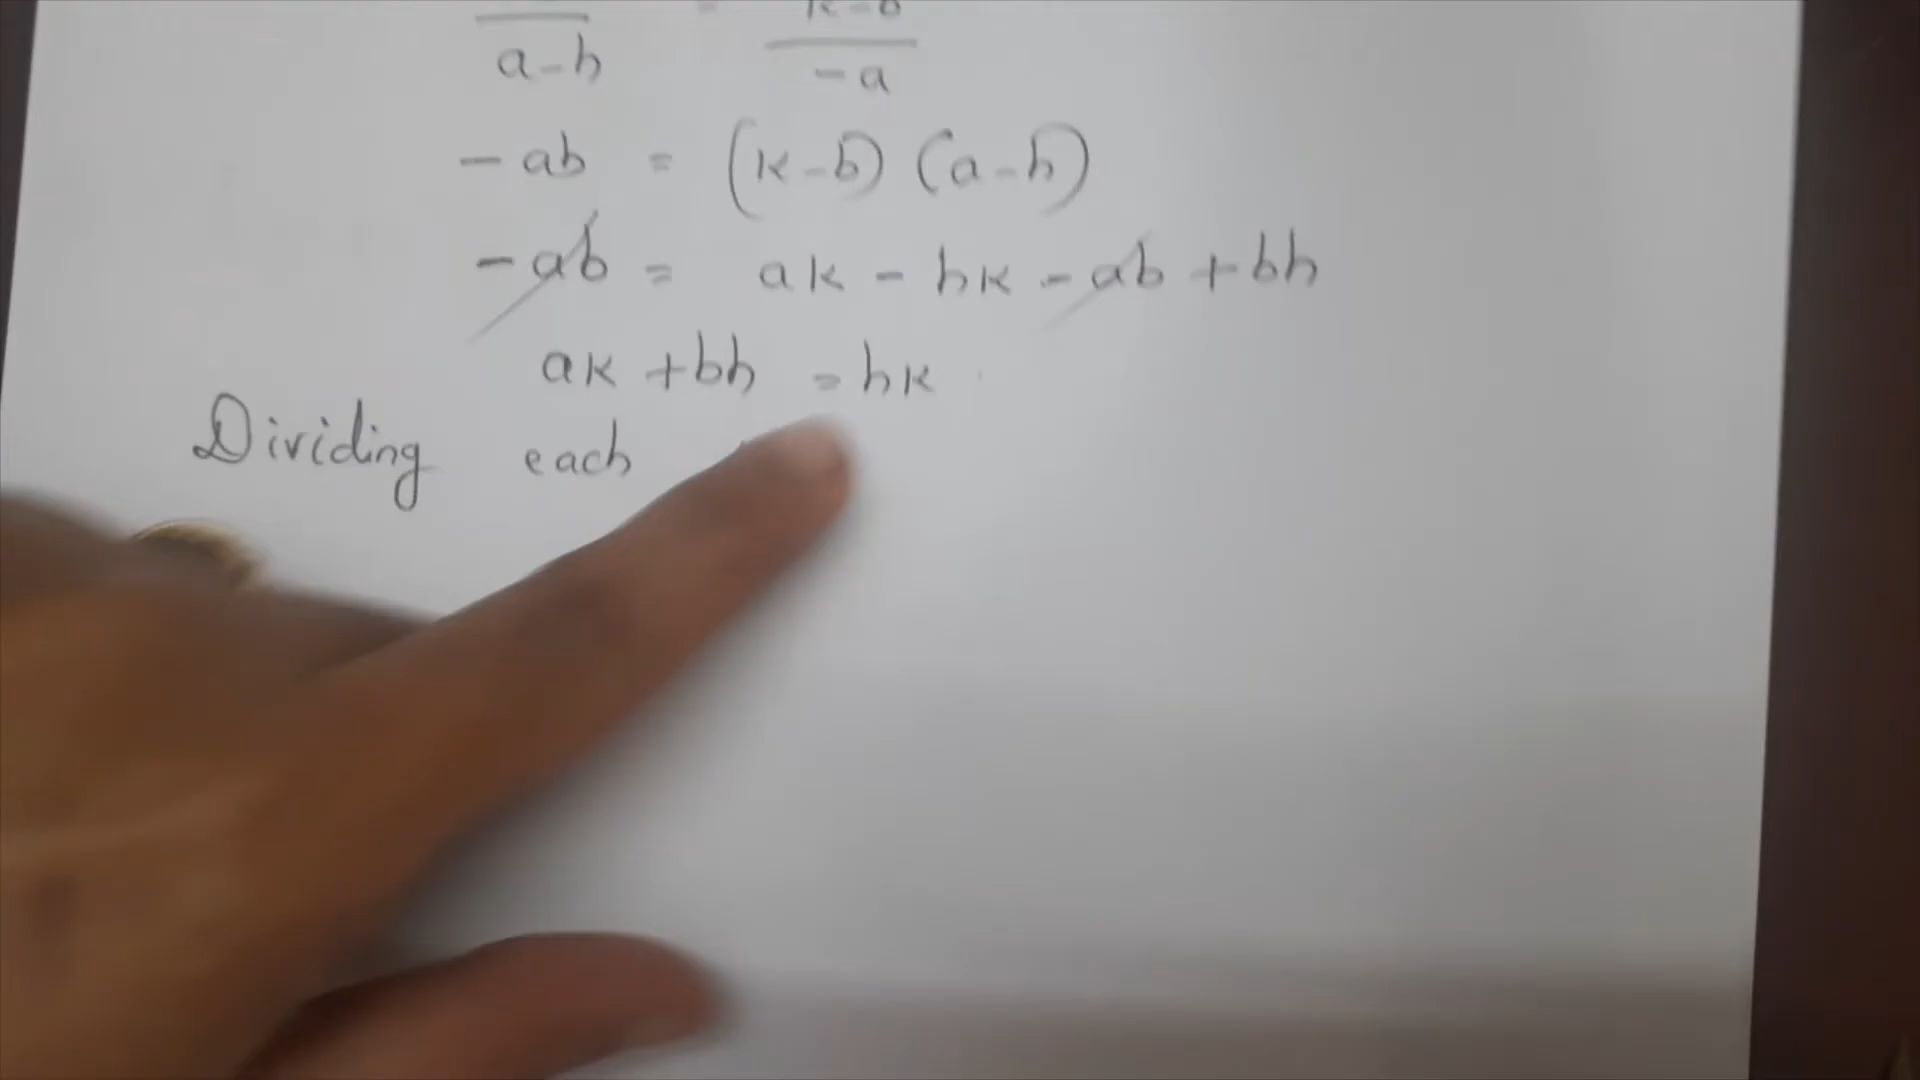 k-b
a-h = -a
-ab = (k-b) (a-h)
-ab = ak - hk - ab + bh
ak + bh = hk
Dividing each